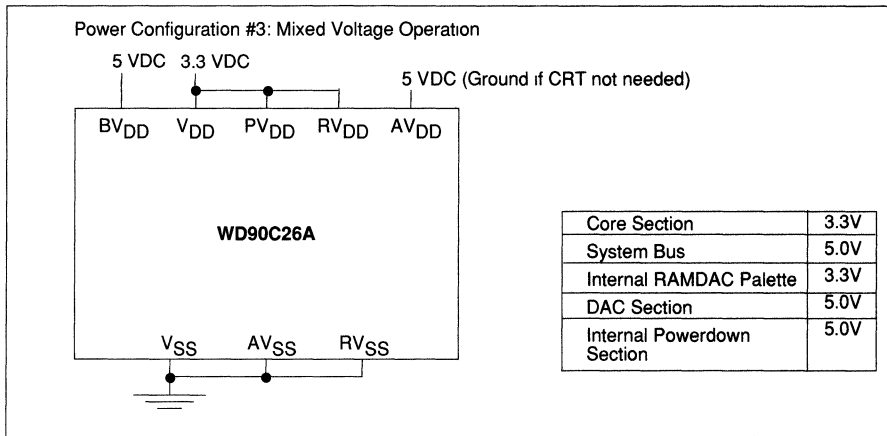 Power Configuration #3: Mixed Voltage Operation
5 VDC 3.3 VDC
5 VDC (Ground if CRT not needed)
BVDD VDD PVDD RVDD AVDD
WD90C26A
VSS AVSS RVSS
Core Section 3.3V
System Bus 5.0V
Internal RAMDAC Palette 3.3V
DAC Section 5.0V
Internal Powerdown 5.0V
Section